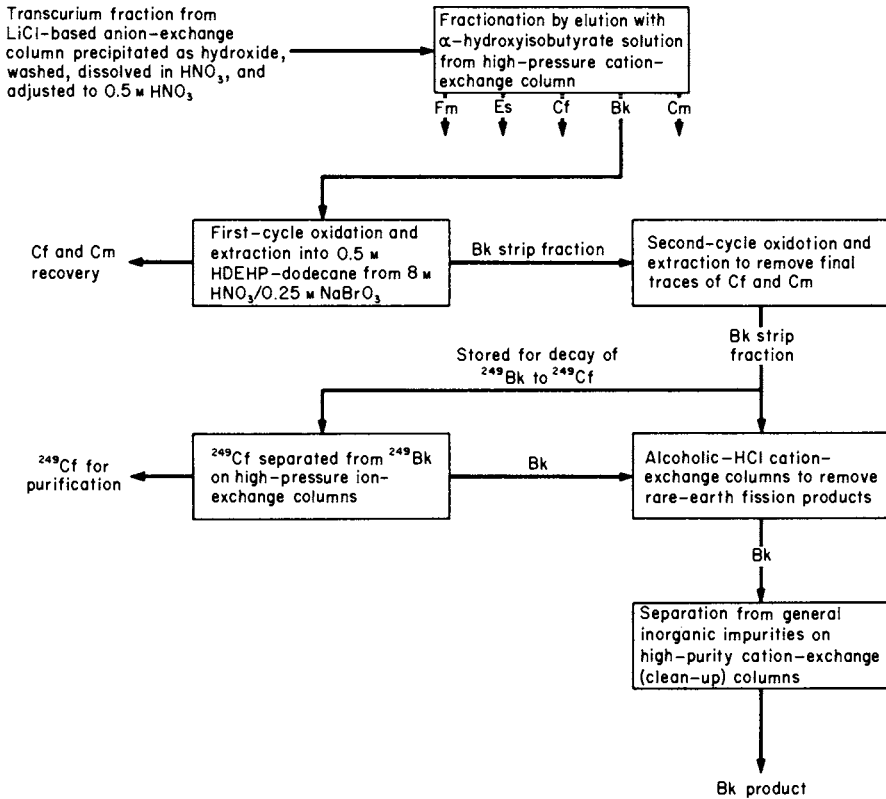 Transcurium fraction from
LiCl-based anion-exchange
column precipitated as hydroxide,
washed, dissolved in HNO₃, and
adjusted to 0.5 M HNO₃
Fractionation by elution with
α-hydroxyisobutyrate solution
from high-pressure cation-
exchange column
Fm Es Cf Bk Cm
Cf and Cm
recovery
First-cycle oxidation and
extraction into 0.5 M
HDEHP-dodecane from 8 M
HNO₃/0.25 M NaBrO₃
Bk strip fraction
Second-cycle oxidotion and
extraction to remove final
traces of Cf and Cm
Bk strip
fraction
Stored for decay of
²⁴⁹Bk to ²⁴⁹Cf
²⁴⁹Cf for
purification
²⁴⁹Cf separated from ²⁴⁹Bk
on high-pressure ion-
exchange columns
Bk
Alcoholic-HCl cation-
exchange columns to remove
rare-earth fission products
Bk
Separation from general
inorganic impurities on
high-purity cation-exchange
(clean-up) columns
Bk product